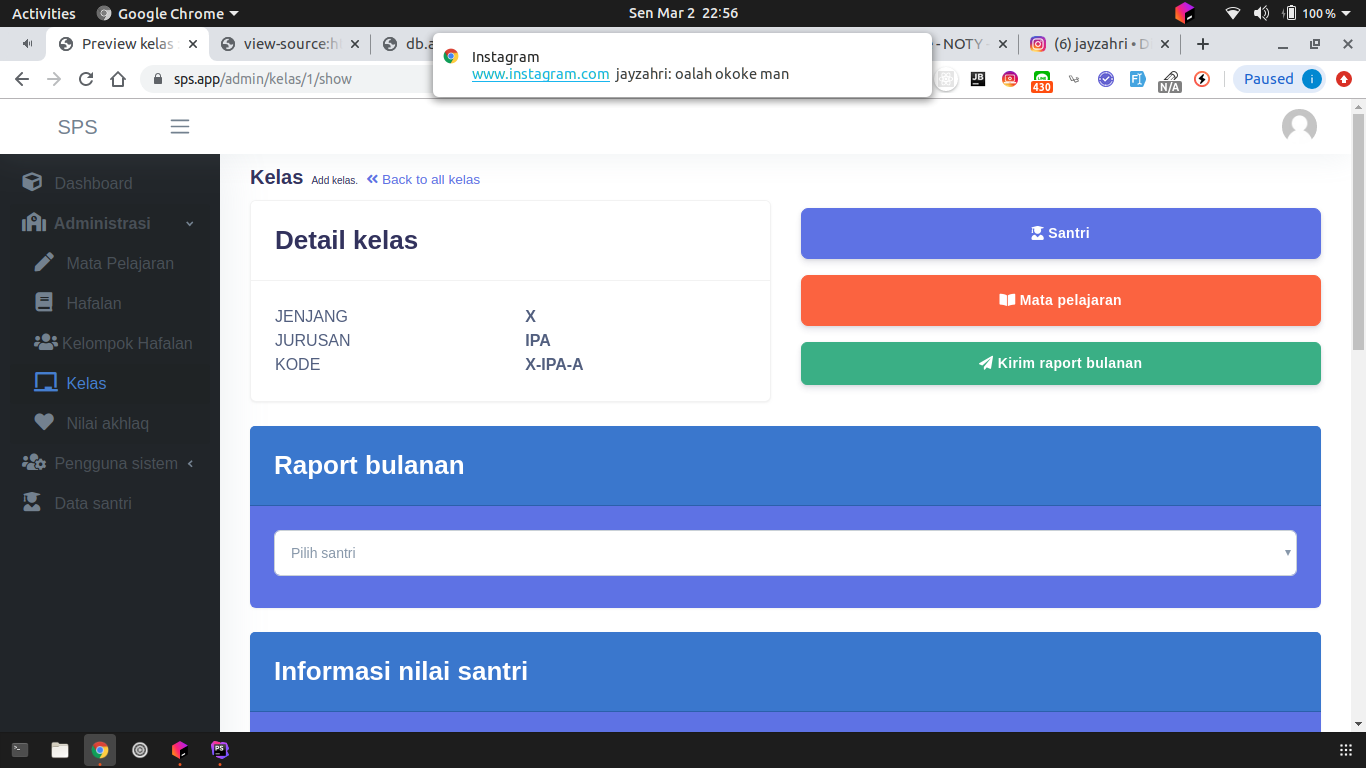 Activities Google Chrome Sen Mar 2 22:56 100 %
Preview kelas view-source:h db.a - NOTY - (6) jayzahri • D
Instagram
www.instagram.com jayzahri: oalah okoke man
sps.app/admin/kelas/1/show JB 430 N/A Paused
SPS
Kelas Add kelas. Back to all kelas
Dashboard
Administrasi
Mata Pelajaran
Hafalan
Kelompok Hafalan
Kelas
Nilai akhlaq
Pengguna sistem
Data santri
Detail kelas
JENJANG X
JURUSAN IPA
KODE X-IPA-A
Santri
Mata pelajaran
Kirim raport bulanan
Raport bulanan
Pilih santri
Informasi nilai santri
PS